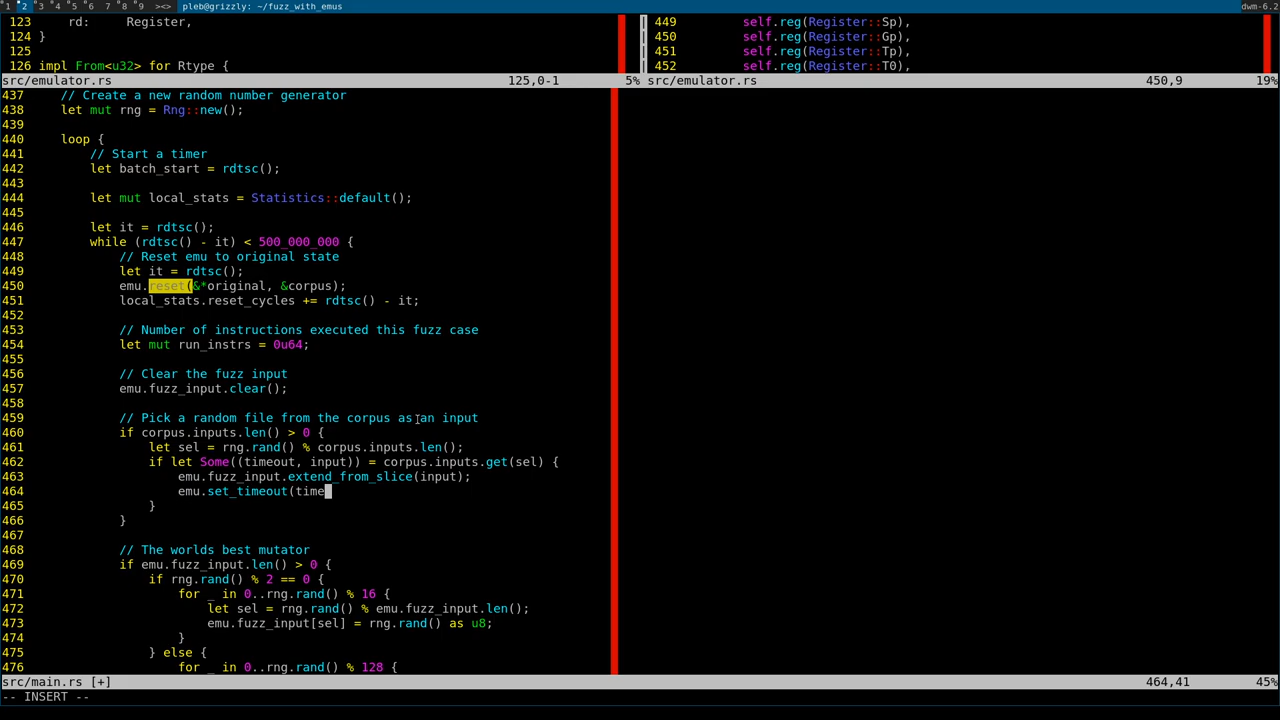 1 2 3 4 5 6 7 8 9 ><> pleb@grizzly: ~/fuzz_with_emus dwm-6.2
123     rd:     Register,
124 }
125
126 impl From<u32> for Rtype {
src/emulator.rs 125,0-1 5%
449         self.reg(Register::Sp),
450         self.reg(Register::Gp),
451         self.reg(Register::Tp),
452         self.reg(Register::T0),
src/emulator.rs 450,9 19%
437     // Create a new random number generator
438     let mut rng = Rng::new();
439
440     loop {
441         // Start a timer
442         let batch_start = rdtsc();
443
444         let mut local_stats = Statistics::default();
445
446         let it = rdtsc();
447         while (rdtsc() - it) < 500_000_000 {
448             // Reset emu to original state
449             let it = rdtsc();
450             emu.reset(&*original, &corpus);
451             local_stats.reset_cycles += rdtsc() - it;
452
453             // Number of instructions executed this fuzz case
454             let mut run_instrs = 0u64;
455
456             // Clear the fuzz input
457             emu.fuzz_input.clear();
458
459             // Pick a random file from the corpus as an input
460             if corpus.inputs.len() > 0 {
461                 let sel = rng.rand() % corpus.inputs.len();
462                 if let Some((timeout, input)) = corpus.inputs.get(sel) {
463                     emu.fuzz_input.extend_from_slice(input);
464                     emu.set_timeout(time
465                 }
466             }
467
468             // The worlds best mutator
469             if emu.fuzz_input.len() > 0 {
470                 if rng.rand() % 2 == 0 {
471                     for _ in 0..rng.rand() % 16 {
472                         let sel = rng.rand() % emu.fuzz_input.len();
473                         emu.fuzz_input[sel] = rng.rand() as u8;
474                     }
475                 } else {
476                     for _ in 0..rng.rand() % 128 {
src/main.rs [+] 464,41 45%
-- INSERT --